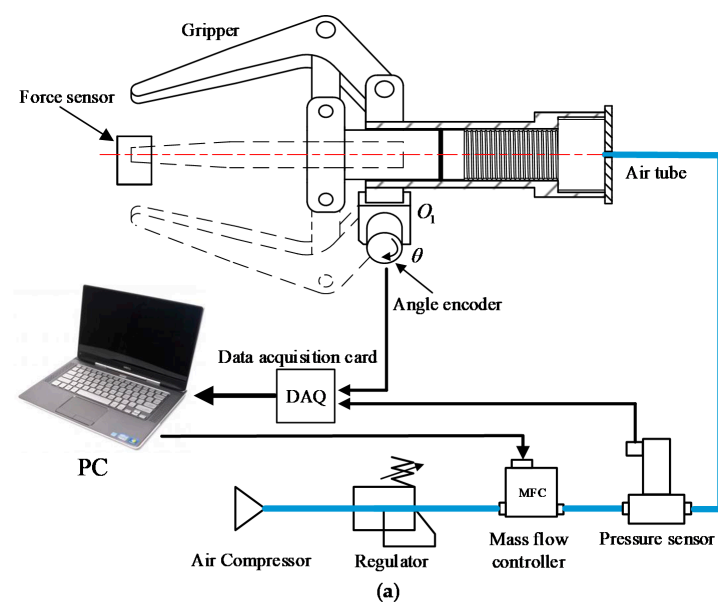 Gripper
Force sensor
Air tube
O1
θ
Angle encoder
Data acquisition card
DAQ
PC
MFC
Air Compressor
Regulator
Mass flow
controller
Pressure sensor
(a)